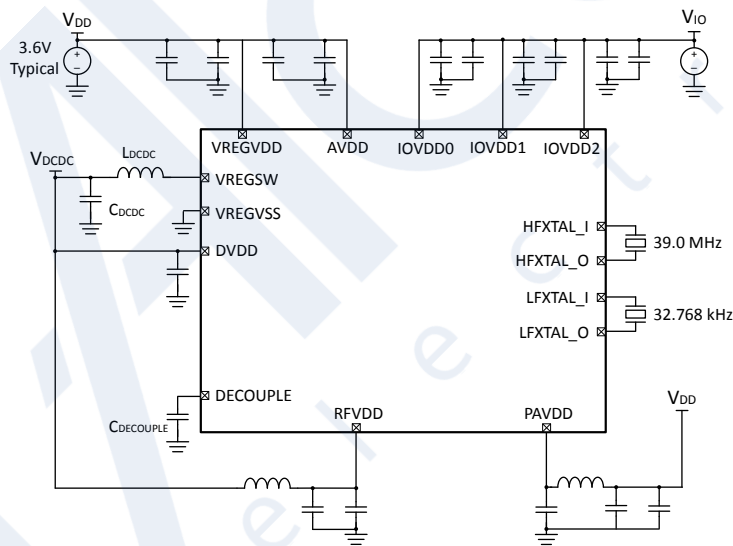 VDD
VIO
3.6V
Typical
VREGVDD
AVDD
IOVDD0
IOVDD1
IOVDD2
VDCDC
LDCDC
VREGSW
CDCDC
VREGVSS
DVDD
HFXTAL_I
HFXTAL_O
39.0 MHz
LFXTAL_I
LFXTAL_O
32.768 kHz
DECOUPLE
CDECOUPLE
RFVDD
PAVDD
VDD